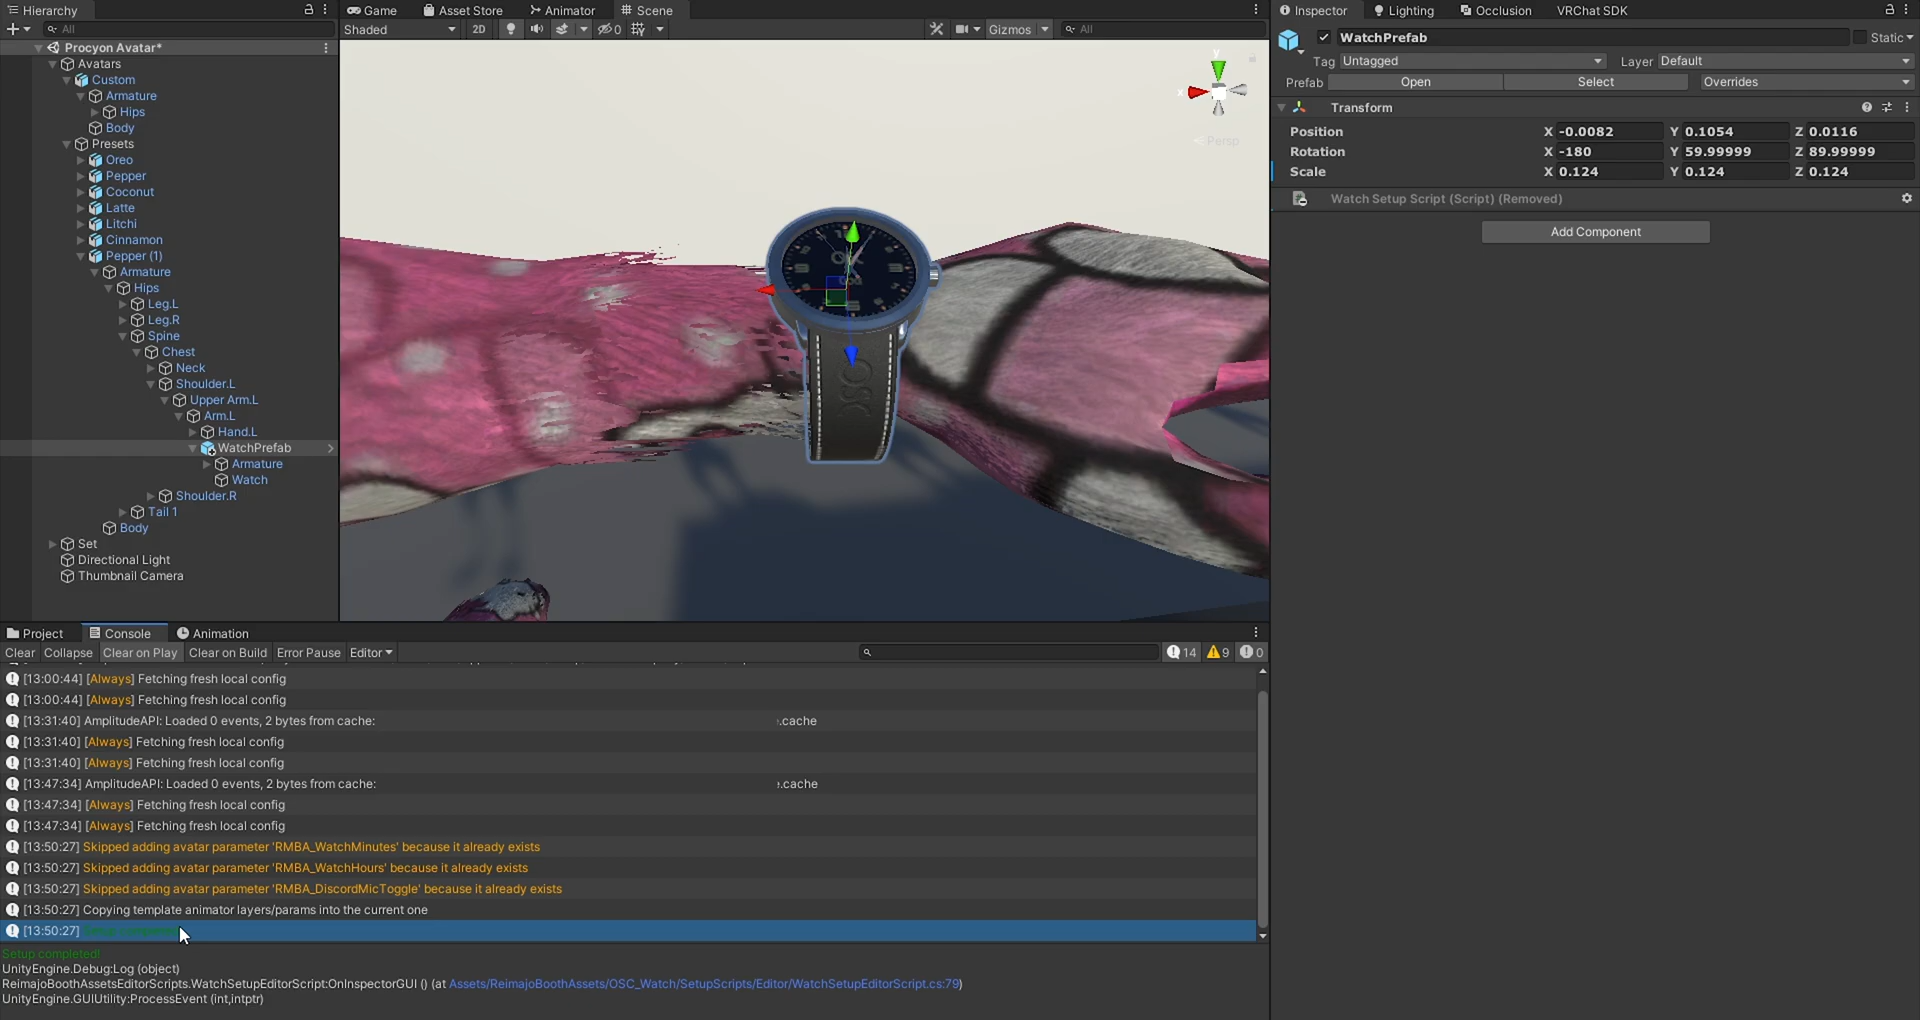 Hierarchy
All
Procyon Avatar*
Avatars
Custom
Armature
Hips
Body
Presets
Oreo
Pepper
Coconut
Latte
Litchi
Cinnamon
Pepper (1)
Armature
Hips
Leg.L
Leg.R
Spine
Chest
Neck
Shoulder.L
Upper Arm.L
Arm.L
Hand.L
WatchPrefab
Armature
Watch
Shoulder.R
Tail 1
Body
Set
Directional Light
Thumbnail Camera
Game Asset Store Animator Scene
Shaded 2D 0 Gizmos All
y
x
Persp
OSC
Inspector Lighting Occlusion VRChat SDK
WatchPrefab Static
Tag Untagged Layer Default
Prefab Open Select Overrides
Transform
Position X -0.0082 Y 0.1054 Z 0.0116
Rotation X -180 Y 59.99999 Z 89.99999
Scale X 0.124 Y 0.124 Z 0.124
Watch Setup Script (Script) (Removed)
Add Component
Project Console Animation
Clear Collapse Clear on Play Clear on Build Error Pause Editor 14 9 0
[13:00:44] [Always] Fetching fresh local config
[13:00:44] [Always] Fetching fresh local config
[13:31:40] AmplitudeAPI: Loaded 0 events, 2 bytes from cache: .cache
[13:31:40] [Always] Fetching fresh local config
[13:31:40] [Always] Fetching fresh local config
[13:47:34] AmplitudeAPI: Loaded 0 events, 2 bytes from cache: .cache
[13:47:34] [Always] Fetching fresh local config
[13:47:34] [Always] Fetching fresh local config
[13:50:27] Skipped adding avatar parameter 'RMBA_WatchMinutes' because it already exists
[13:50:27] Skipped adding avatar parameter 'RMBA_WatchHours' because it already exists
[13:50:27] Skipped adding avatar parameter 'RMBA_DiscordMicToggle' because it already exists
[13:50:27] Copying template animator layers/params into the current one
[13:50:27] Setup
Setup completed!
UnityEngine.Debug:Log (object)
ReimajoBoothAssetsEditorScripts.WatchSetupEditorScript:OnInspectorGUI () (at Assets/ReimajoBoothAssets/OSC_Watch/SetupScripts/Editor/WatchSetupEditorScript.cs:79)
UnityEngine.GUIUtility:ProcessEvent (int,intptr)